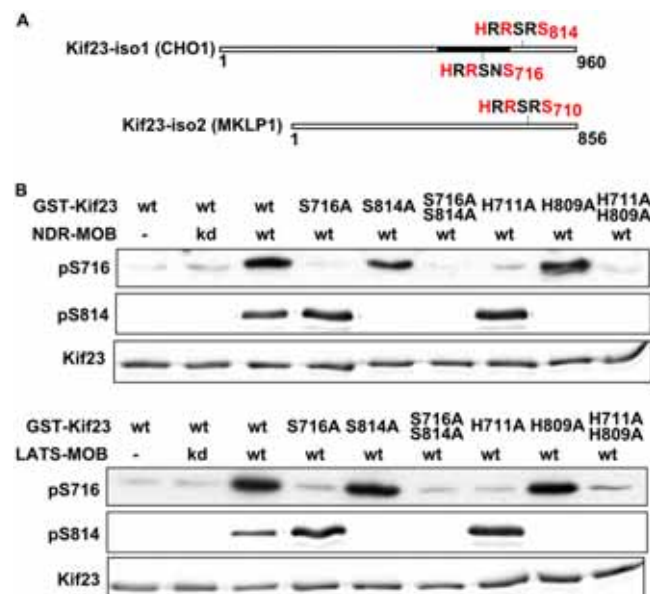 A
HRRSRS814
Kif23-iso1 (CHO1)
1
960
HRRSNS716
HRRSRS710
Kif23-iso2 (MKLP1)
1
856
B
GST-Kif23 wt wt wt S716A S814A S716A S814A H711A H809A H711A H809A
NDR-MOB - kd wt wt wt wt wt wt wt
pS716
pS814
Kif23
GST-Kif23 wt wt wt S716A S814A S716A S814A H711A H809A H711A H809A
LATS-MOB - kd wt wt wt wt wt wt wt
pS716
pS814
Kif23